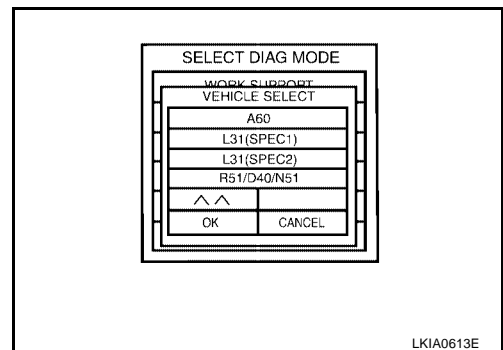 SELECT DIAG MODE
WORK SUPPORT
VEHICLE SELECT
A60
L31(SPEC1)
L31(SPEC2)
R51/D40/N51
OK CANCEL
LKIA0613E